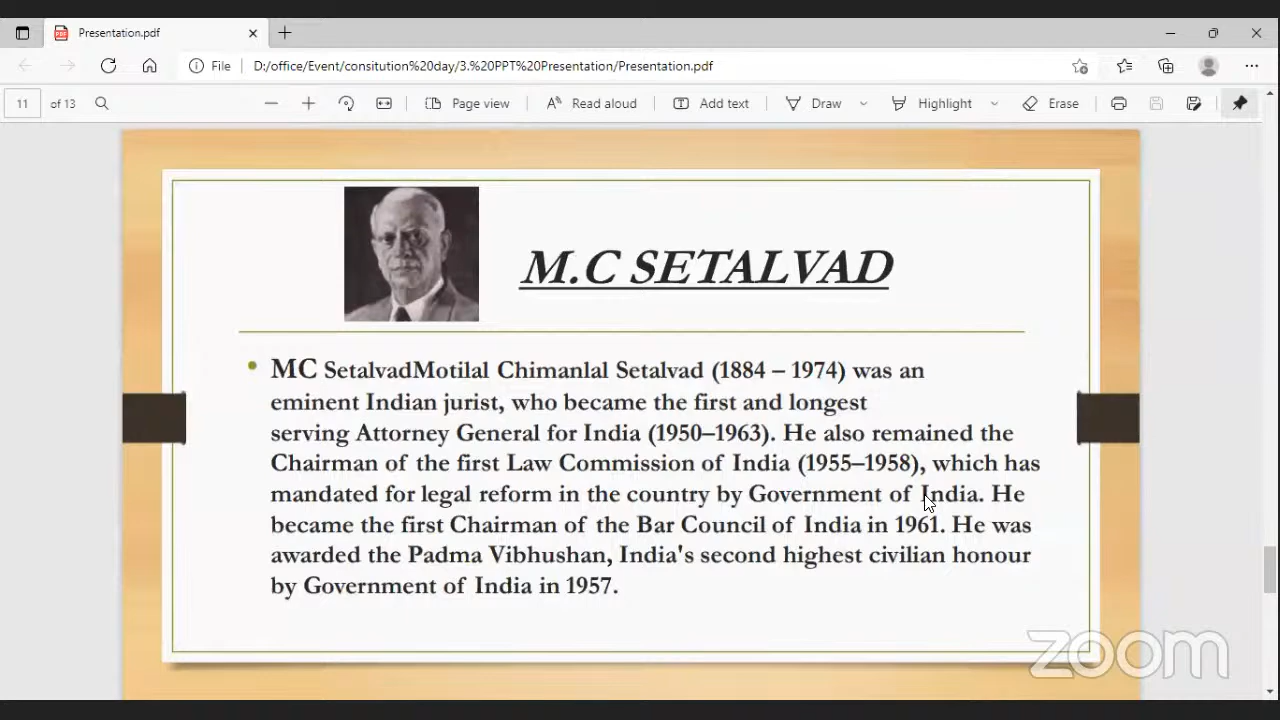 Presentation.pdf
File
D:/office/Event/consitution%20day/3.%20PPT%20Presentation/Presentation.pdf
11 of 13
Page view
Read aloud
Add text
Draw
Highlight
Erase
M.C SETALVAD
MC SetalvadMotilal Chimanlal Setalvad (1884 – 1974) was an
eminent Indian jurist, who became the first and longest
serving Attorney General for India (1950–1963). He also remained the
Chairman of the first Law Commission of India (1955–1958), which has
mandated for legal reform in the country by Government of India. He
became the first Chairman of the Bar Council of India in 1961. He was
awarded the Padma Vibhushan, India's second highest civilian honour
by Government of India in 1957.
zoom